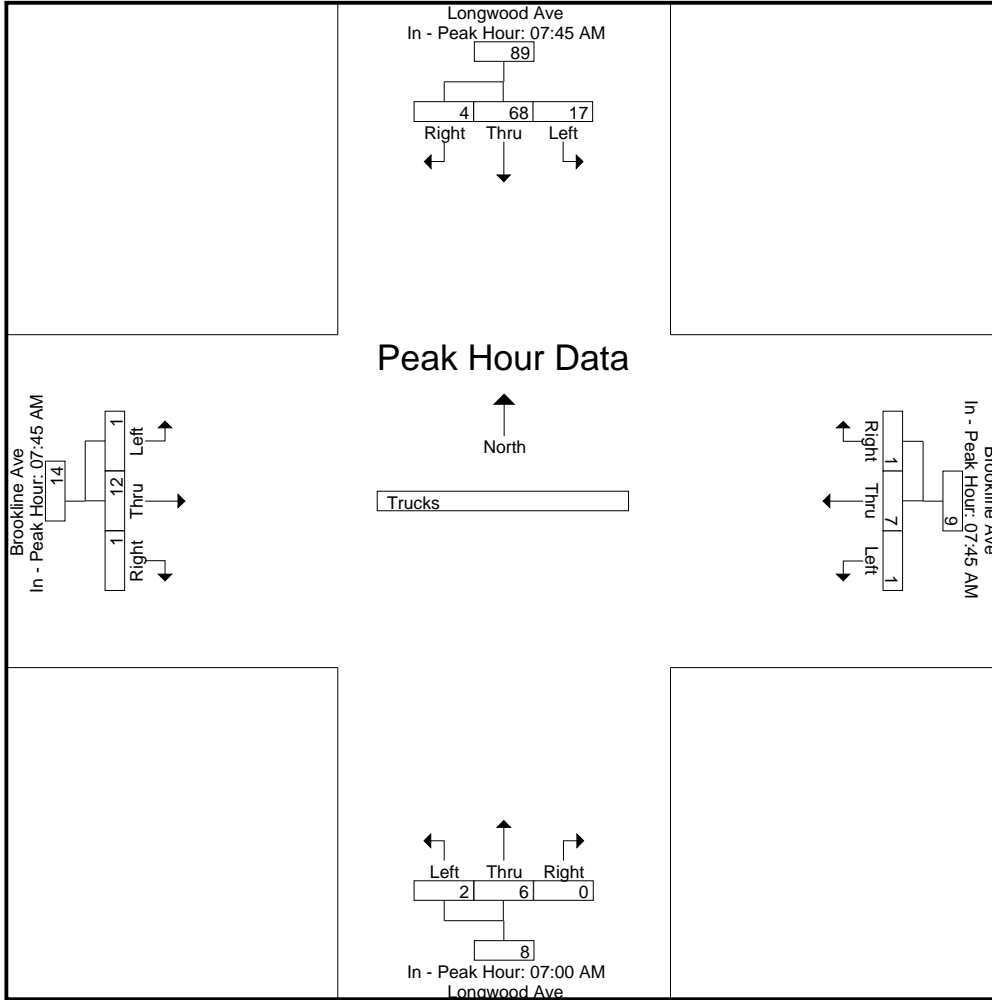 Longwood Ave
In - Peak Hour: 07:45 AM
89
4 68 17
Right Thru Left
Peak Hour Data
North
Trucks
Brookline Ave
In - Peak Hour: 07:45 AM
14
1 12 1
Left Thru Right
Brookline Ave
In - Peak Hour: 07:45 AM
9
1 7 1
Right Thru Left
Left Thru Right
2 6 0
8
In - Peak Hour: 07:00 AM
Longwood Ave